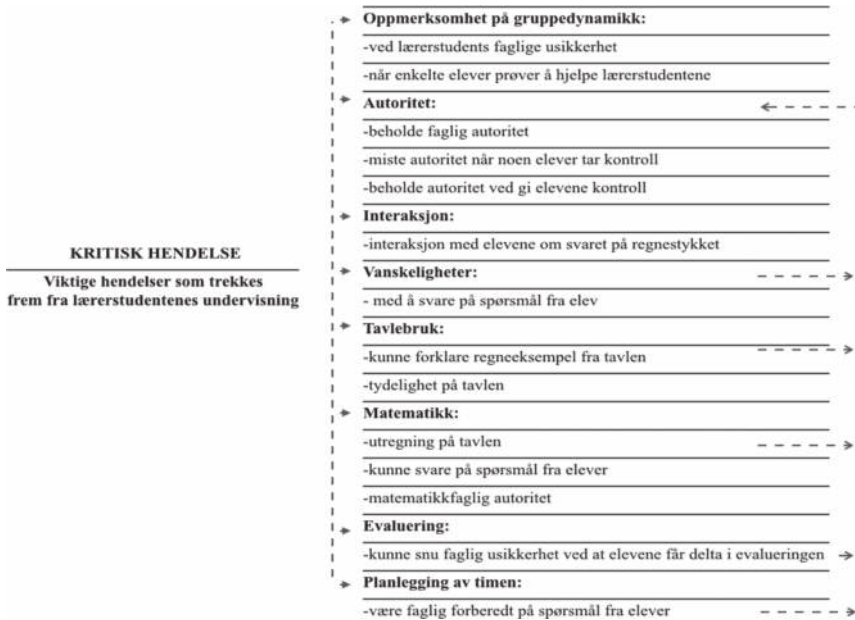 KRITISK HENDELSE
Viktige hendelser som trekkes
frem fra lærerstudentenes undervisning
Oppmerksomhet på gruppedynamikk:
-ved lærerstudents faglige usikkerhet
-når enkelte elever prøver å hjelpe lærerstudentene
Autoritet:
-beholde faglig autoritet
-miste autoritet når noen elever tar kontroll
-beholde autoritet ved gi elevene kontroll
Interaksjon:
-interaksjon med elevene om svaret på regnestykket
Vanskeligheter:
- med å svare på spørsmål fra elev
Tavlebruk:
-kunne forklare regneeksempel fra tavlen
-tydelighet på tavlen
Matematikk:
-utregning på tavlen
-kunne svare på spørsmål fra elever
-matematikkfaglig autoritet
Evaluering:
-kunne snu faglig usikkerhet ved at elevene får delta i evalueringen
Planlegging av timen:
-være faglig forberedt på spørsmål fra elever